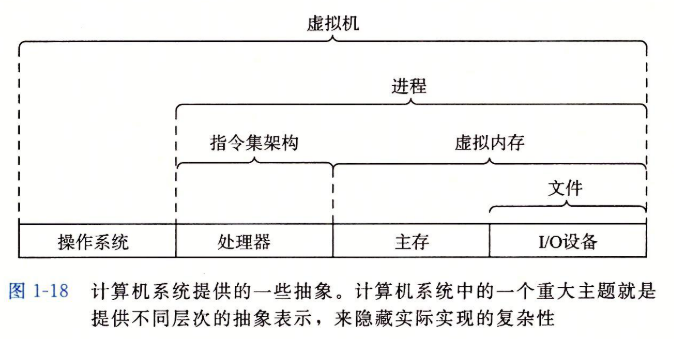 虚拟机
进程
指令集架构 虚拟内存
文件
操作系统 处理器 主存 I/O设备
图 1-18 计算机系统提供的一些抽象。计算机系统中的一个重大主题就是
提供不同层次的抽象表示，来隐藏实际实现的复杂性